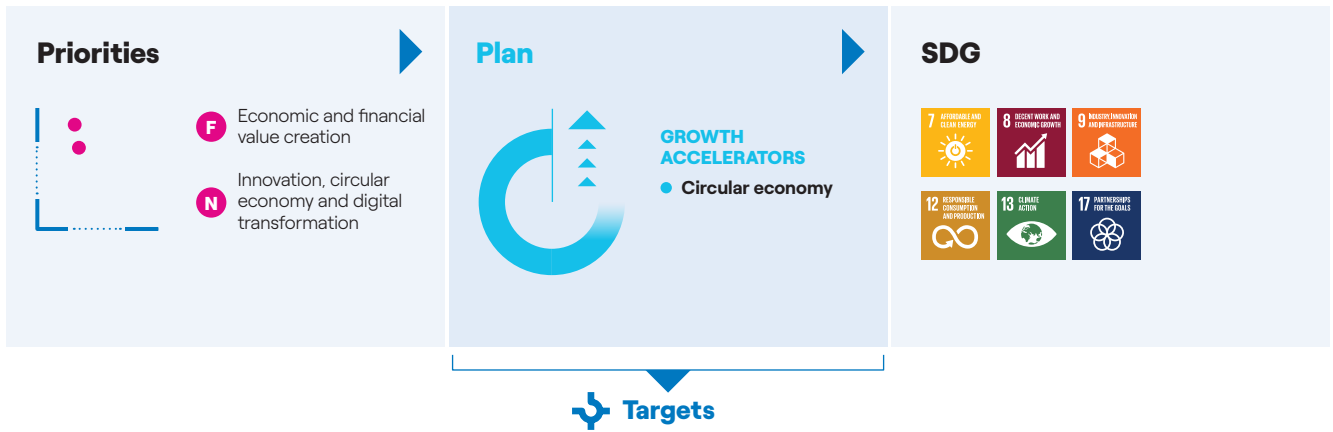 Priorities
F
Economic and financial
value creation
N
Innovation, circular
economy and digital
transformation
Plan
GROWTH
ACCELERATORS
Circular economy
SDG
7 AFFORDABLE AND
CLEAN ENERGY
8 DECENT WORK AND
ECONOMIC GROWTH
9 INDUSTRY, INNOVATION
AND INFRASTRUCTURE
12 RESPONSIBLE
CONSUMPTION
AND PRODUCTION
13 CLIMATE
ACTION
17 PARTNERSHIPS
FOR THE GOALS
Targets